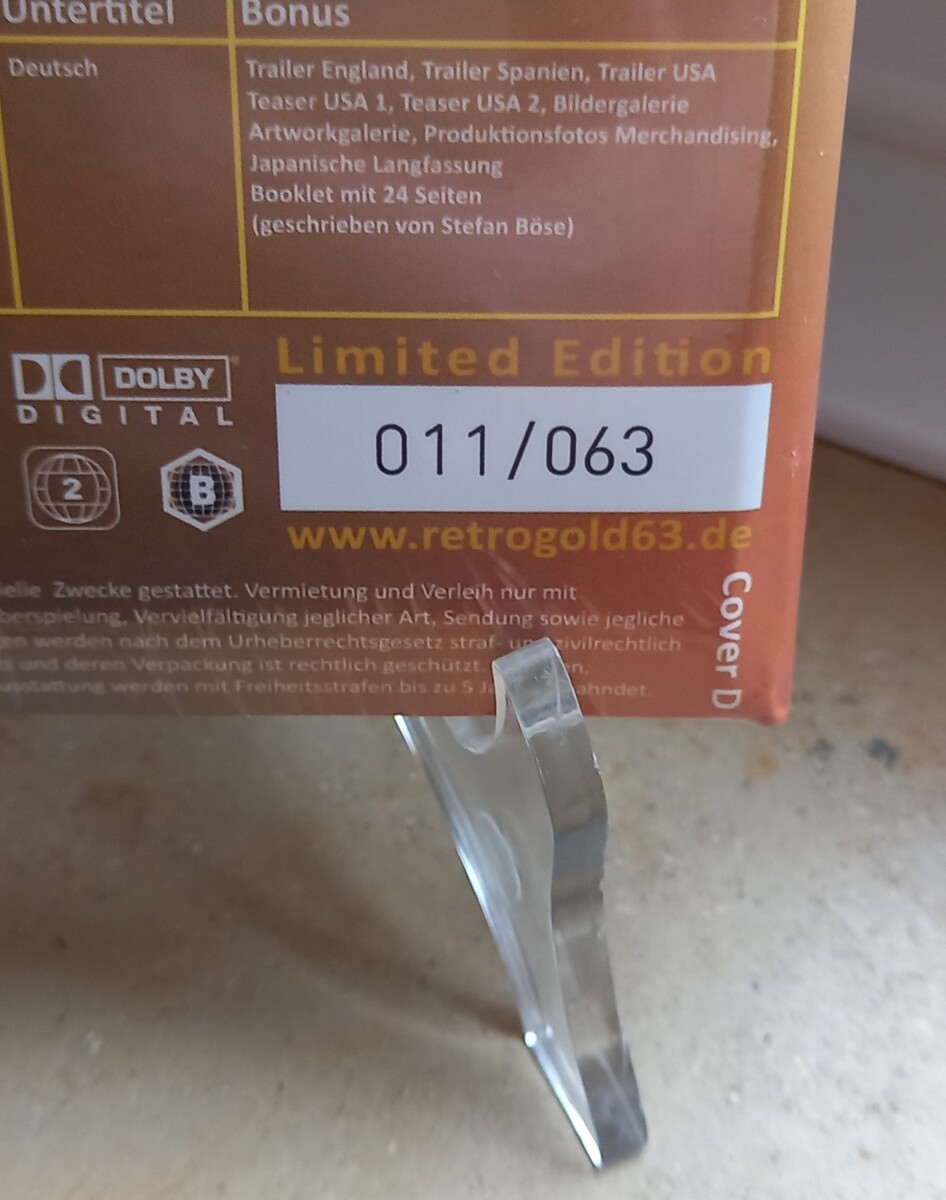 Untertitel
Bonus
Deutsch
Trailer England, Trailer Spanien, Trailer USA
Teaser USA 1, Teaser USA 2, Bildergalerie
Artworkgalerie, Produktionsfotos Merchandising,
Japanische Langfassung
Booklet mit 24 Seiten
(geschrieben von Stefan Böse)
Limited Edition
DOLBY
DIGITAL
011/063
2
B
www.retrogold63.de
Zwecke gestattet. Vermietung und Verleih nur mit
Vervielfältigung jeglicher Art, Sendung sowie jegliche
werden nach dem Urheberrechtsgesetz straf- zivilrechtlich
und deren Verpackung ist rechtlich geschützt
werden mit Freiheitsstrafen bis zu 5
Cover D